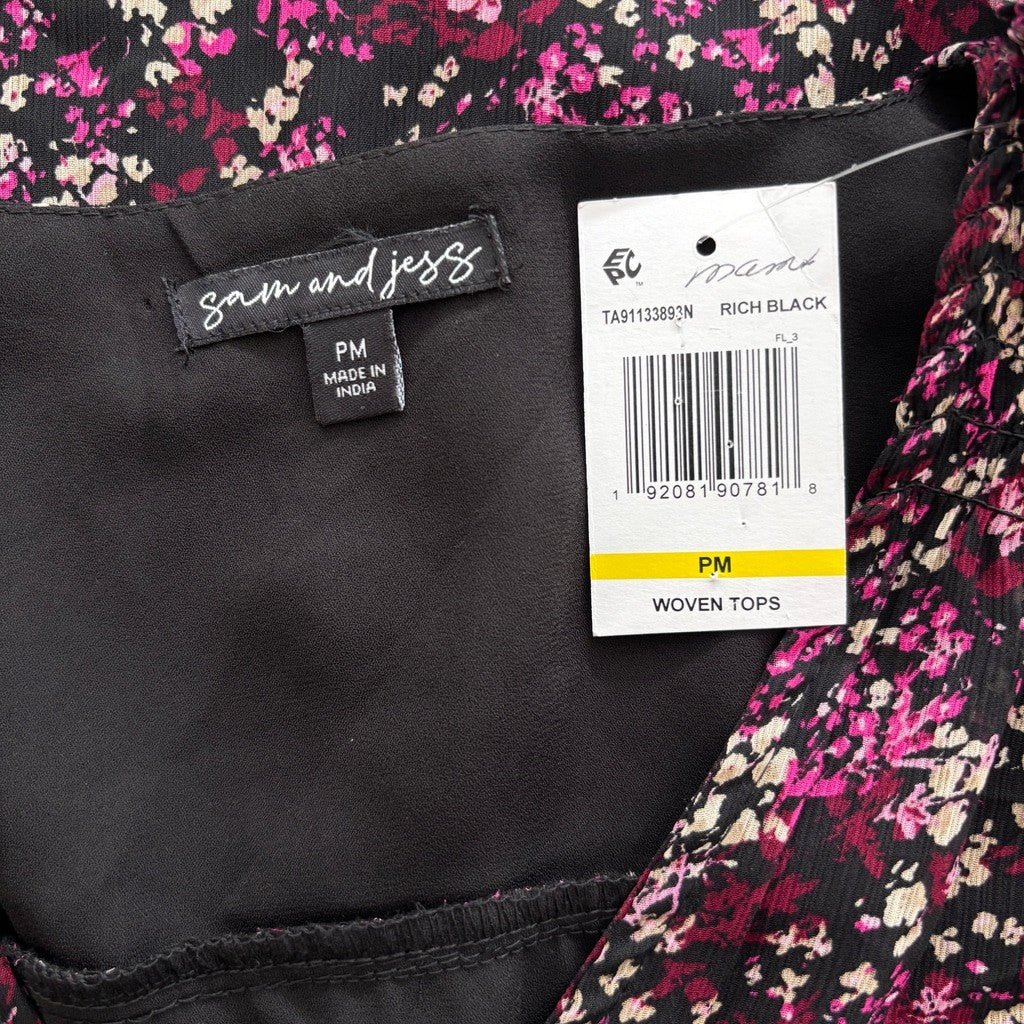 sam and jess
PM
MADE IN
INDIA
EPC
™
TA91133893N RICH BLACK
FL_3
1 92081 90781 8
PM
WOVEN TOPS